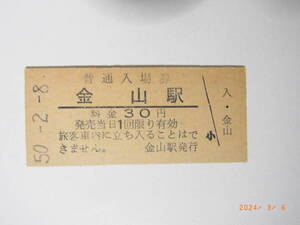 普通入場券
金山駅
料金30円
発売当日1回限り有効
旅客車内に立ち入ることはで
きません。 金山駅発行
小
入・金山
50-2-8
2024/3/6